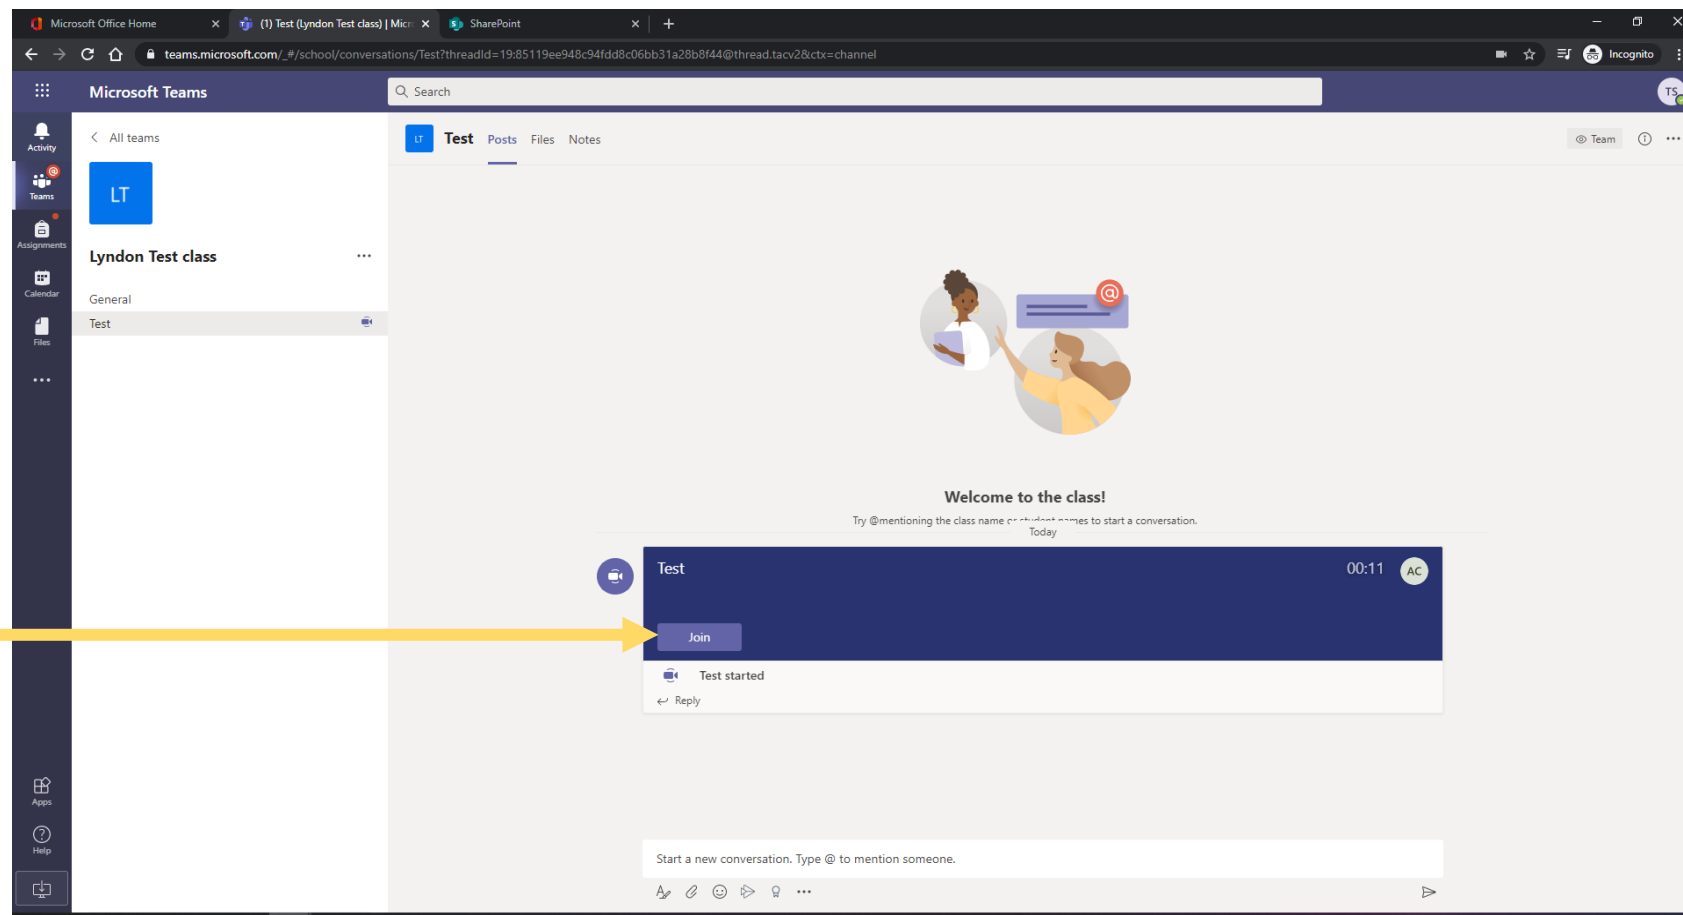 Microsoft Office Home
(1) Test (Lyndon Test class) | Micr
SharePoint
teams.microsoft.com/_#/school/conversations/Test?threadId=19:85119ee948c94fdd8c06bb31a28b8f44@thread.tacv2&ctx=channel
Incognito
Microsoft Teams
Search
TS
Activity
Teams
Assignments
Calendar
Files
Apps
Help
All teams
LT
Lyndon Test class
General
Test
LT
Test Posts Files Notes
Team
@
Welcome to the class!
Try @mentioning the class name or student names to start a conversation.
Today
Test
00:11
AC
Join
Test started
Reply
Start a new conversation. Type @ to mention someone.